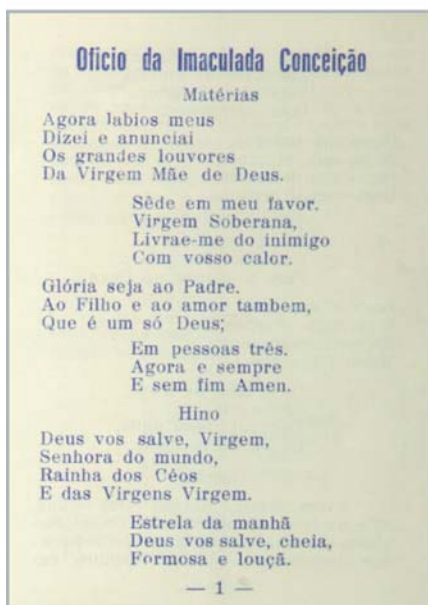 Oficio da Imaculada Conceição
Matérias
Agora labios meus
Dizei e anunciai
Os grandes louvores
Da Virgem Mãe de Deus.
Sêde em meu favor.
Virgem Soberana,
Livrae-me do inimigo
Com vosso calor.
Glória seja ao Padre.
Ao Filho e ao amor tambem,
Que é um só Deus;
Em pessoas três.
Agora e sempre
E sem fim Amen.
Hino
Deus vos salve, Virgem,
Senhora do mundo,
Rainha dos Céos
E das Virgens Virgem.
Estrela da manhã
Deus vos salve, cheia,
Formosa e louçã.
— 1 —